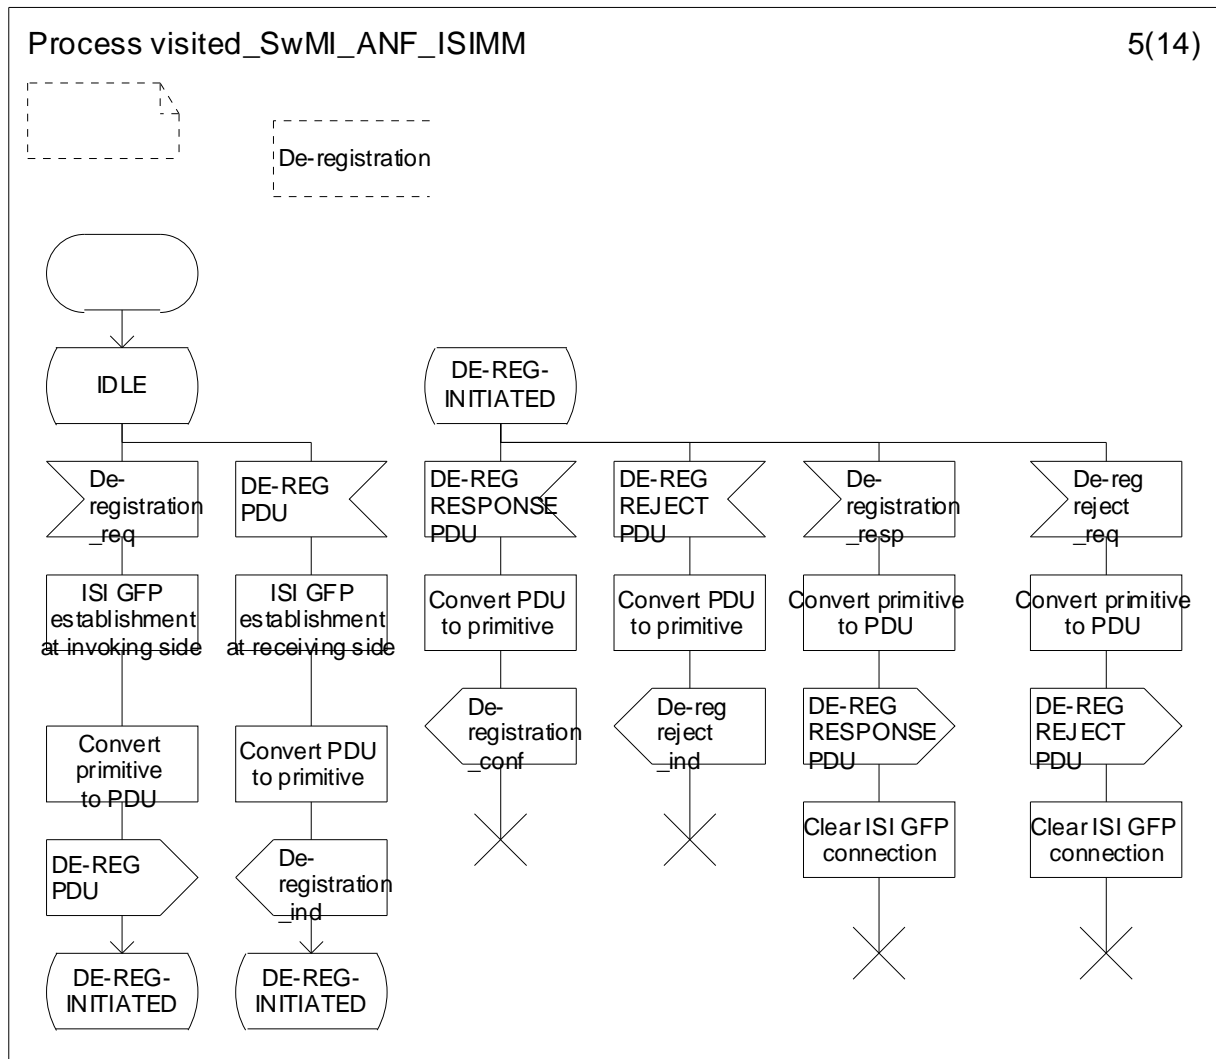 Process visited_SwMI_ANF_ISIMM
5(14)
De-registration
IDLE
DE-REG-
INITIATED
De-
registration
_req
DE-REG
PDU
DE-REG
RESPONSE
PDU
DE-REG
REJECT
PDU
De-
registration
_resp
De-reg
reject
_req
ISI GFP
establishment
at invoking side
ISI GFP
establishment
at receiving side
Convert PDU
to primitive
Convert PDU
to primitive
Convert primitive
to PDU
Convert primitive
to PDU
De-
registration
_conf
De-reg
reject
_ind
DE-REG
RESPONSE
PDU
DE-REG
REJECT
PDU
Convert
primitive
to PDU
Convert PDU
to primitive
Clear ISI GFP
connection
Clear ISI GFP
connection
DE-REG
PDU
De-
registration
_ind
DE-REG-
INITIATED
DE-REG-
INITIATED